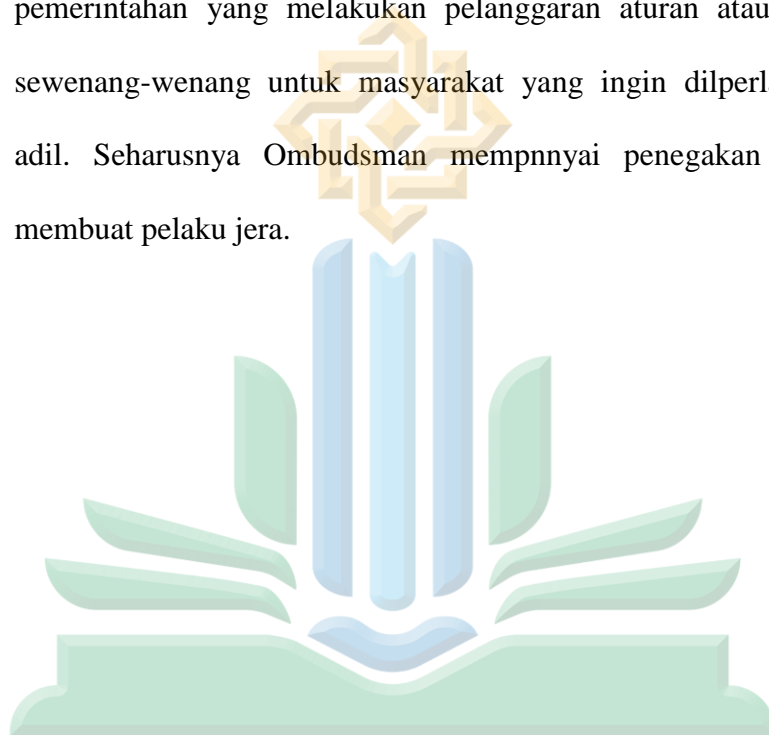 pemerintahan yang melakukan pelanggaran aturan atau
sewenang-wenang untuk masyarakat yang ingin dilperl
adil. Seharusnya Ombudsman mempnnyai penegakan
membuat pelaku jera.